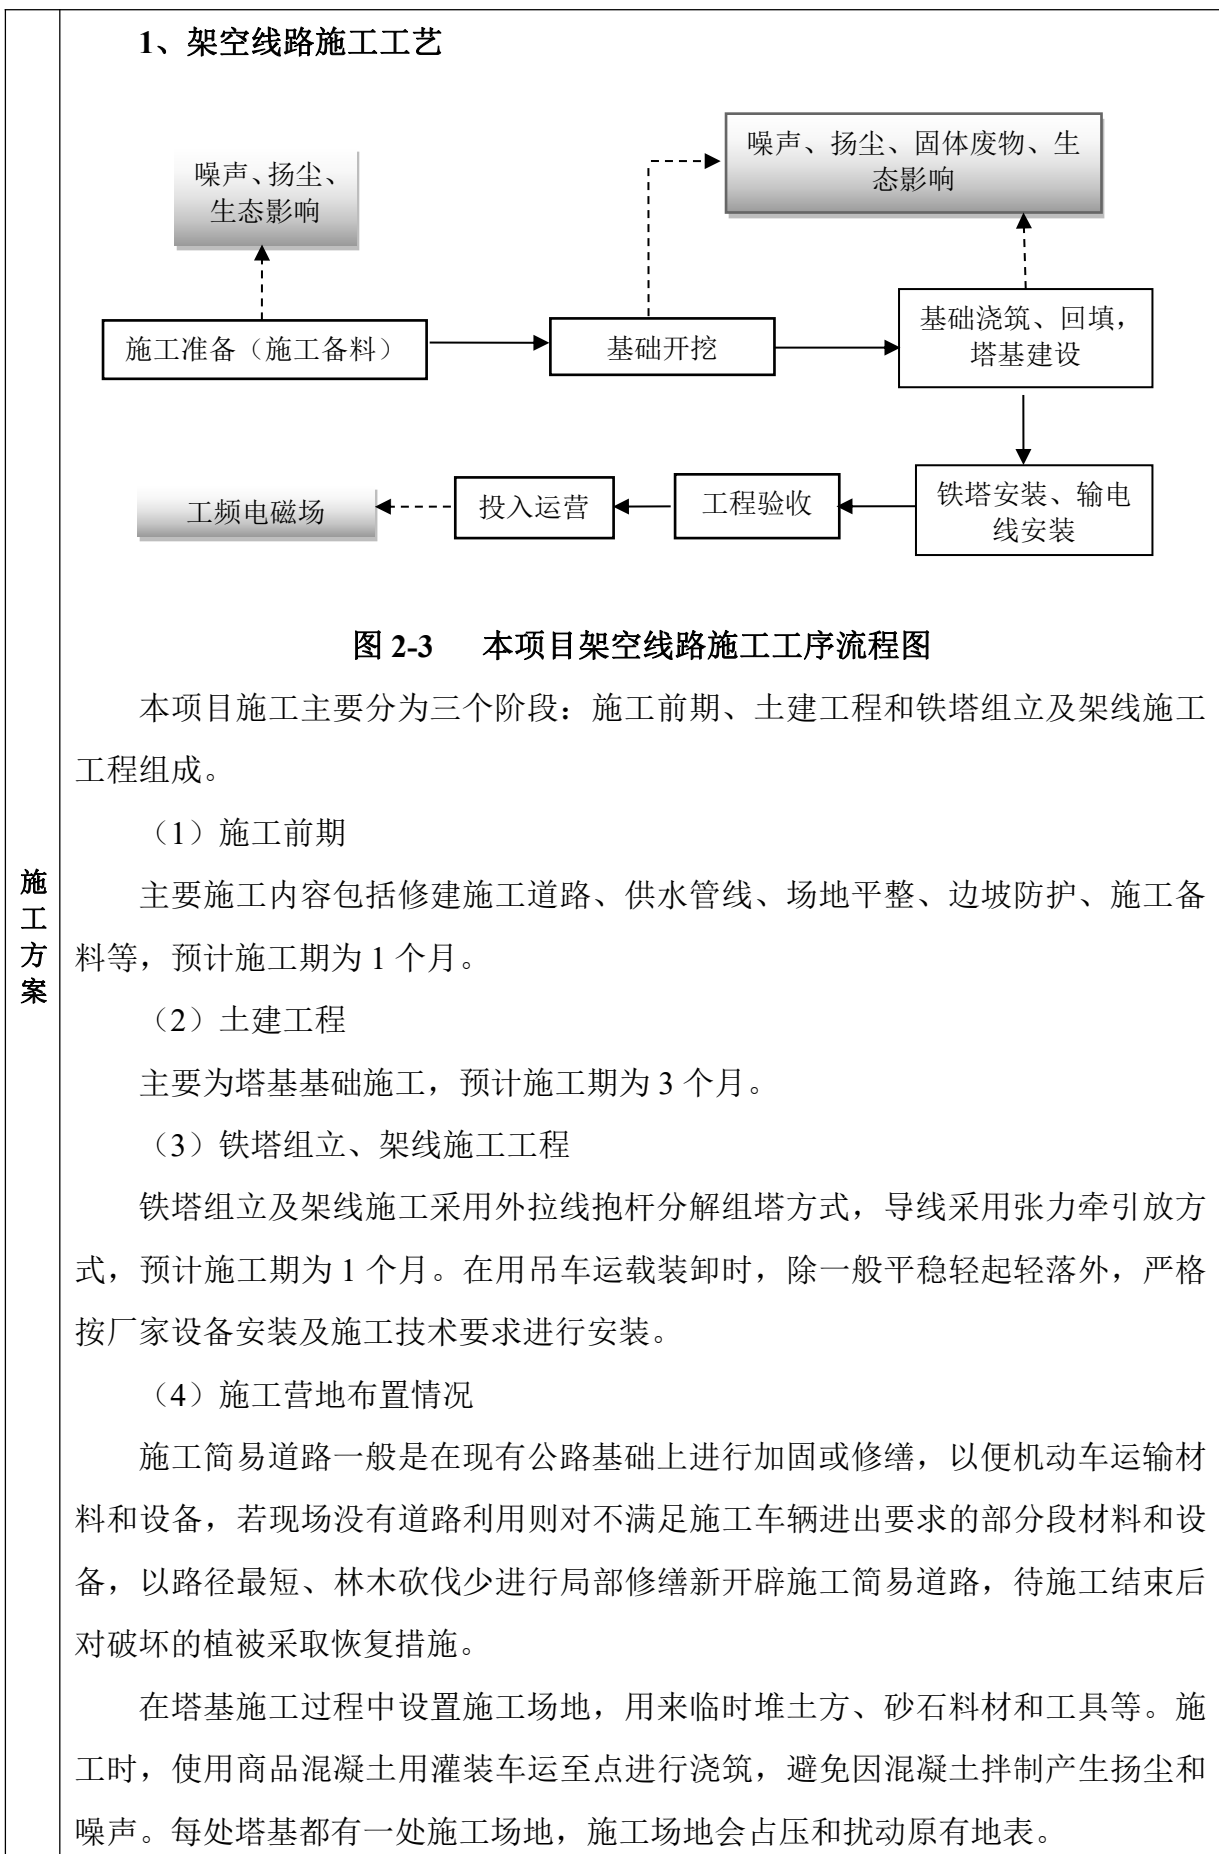 1、架空线路施工工艺
噪声、扬尘、固体废物、生
态影响
噪声、扬尘、
生态影响
施工准备（施工备料）
基础开挖
基础浇筑、回填，
塔基建设
工频电磁场
投入运营
工程验收
铁塔安装、输电
线安装
图 2-3 本项目架空线路施工工序流程图
本项目施工主要分为三个阶段：施工前期、土建工程和铁塔组立及架线施工
工程组成。
（1）施工前期
主要施工内容包括修建施工道路、供水管线、场地平整、边坡防护、施工备
料等，预计施工期为 1 个月。
（2）土建工程
主要为塔基基础施工，预计施工期为 3 个月。
（3）铁塔组立、架线施工工程
铁塔组立及架线施工采用外拉线抱杆分解组塔方式，导线采用张力牵引放方
式，预计施工期为 1 个月。在用吊车运载装卸时，除一般平稳轻起轻落外，严格
按厂家设备安装及施工技术要求进行安装。
（4）施工营地布置情况
施工简易道路一般是在现有公路基础上进行加固或修缮，以便机动车运输材
料和设备，若现场没有道路利用则对不满足施工车辆进出要求的部分段材料和设
备，以路径最短、林木砍伐少进行局部修缮新开辟施工简易道路，待施工结束后
对破坏的植被采取恢复措施。
在塔基施工过程中设置施工场地，用来临时堆土方、砂石料材和工具等。施
工时，使用商品混凝土用灌装车运至点进行浇筑，避免因混凝土拌制产生扬尘和
噪声。每处塔基都有一处施工场地，施工场地会占压和扰动原有地表。
施
工
方
案